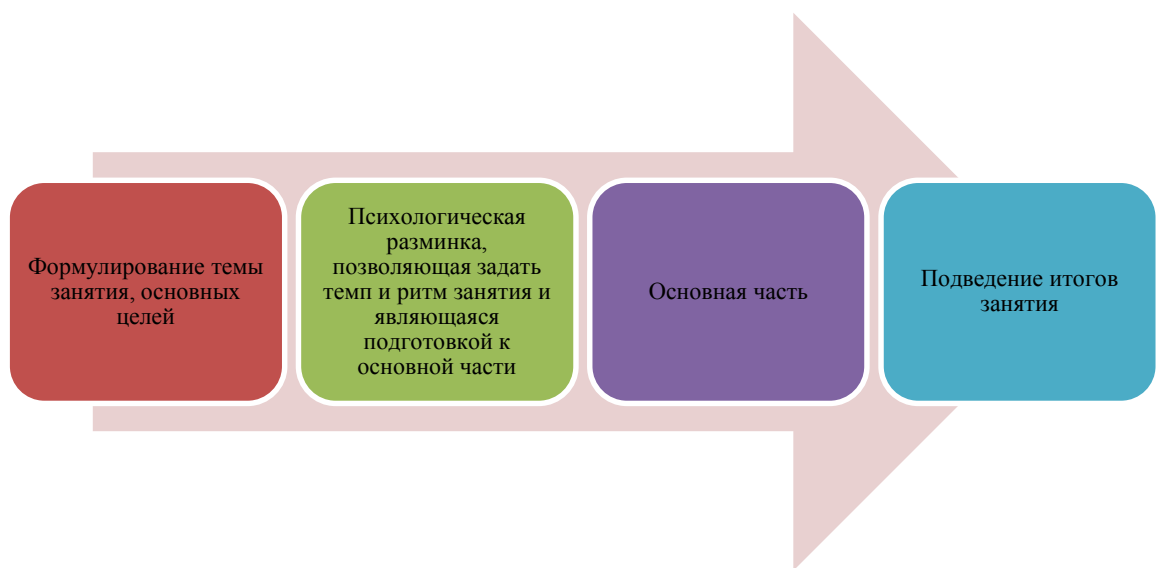 Формулирование темы
занятия, основных
целей
Психологическая
разминка,
позволяющая задать
темп и ритм занятия и
являющаяся
подготовкой к
основной части
Основная часть
Подведение итогов
занятия